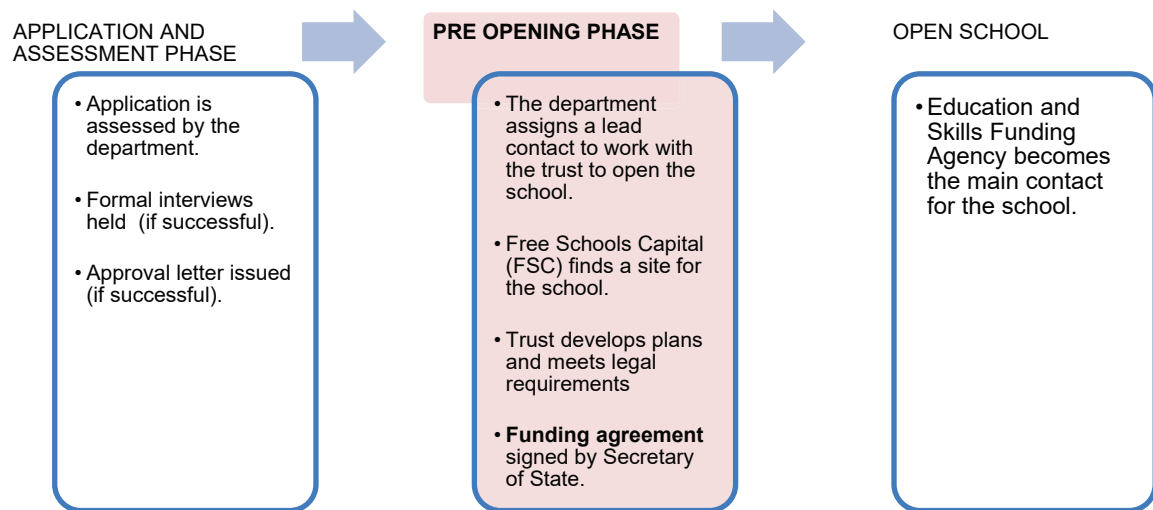 APPLICATION AND
ASSESSMENT PHASE
• Application is
assessed by the
department.
• Formal interviews
held  (if successful).
• Approval letter issued
(if successful).
PRE OPENING PHASE
• The department
assigns a lead
contact to work with
the trust to open the
school.
• Free Schools Capital
(FSC) finds a site for
the school.
• Trust develops plans
and meets legal
requirements
• Funding agreement
signed by Secretary
of State.
OPEN SCHOOL
• Education and
Skills Funding
Agency becomes
the main contact
for the school.